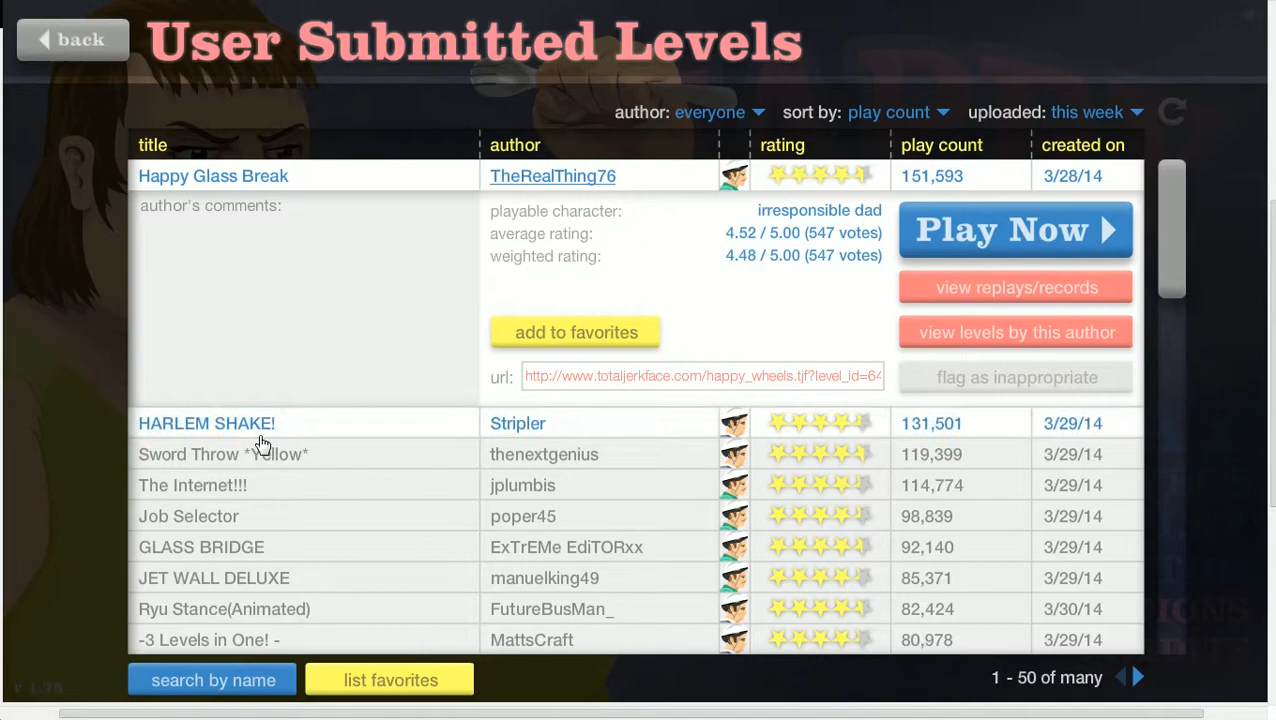 back
User Submitted Levels
author: everyone sort by: play count uploaded: this week
title author rating play count created on
Happy Glass Break TheRealThing76 151,593 3/28/14
author's comments:
playable character: irresponsible dad
average rating: 4.52 / 5.00 (547 votes)
weighted rating: 4.48 / 5.00 (547 votes)
Play Now
view replays/records
add to favorites
view levels by this author
url: http://www.totaljerkface.com/happy_wheels.tjf?level_id=64
flag as inappropriate
HARLEM SHAKE! Stripler 131,501 3/29/14
Sword Throw *Yellow* thenextgenius 119,399 3/29/14
The Internet!!! jplumbis 114,774 3/29/14
Job Selector poper45 98,839 3/29/14
GLASS BRIDGE ExTrEMe EdiTORxx 92,140 3/29/14
JET WALL DELUXE manuelking49 85,371 3/29/14
Ryu Stance(Animated) FutureBusMan_ 82,424 3/30/14
-3 Levels in One! - MattsCraft 80,978 3/29/14
search by name list favorites 1 - 50 of many